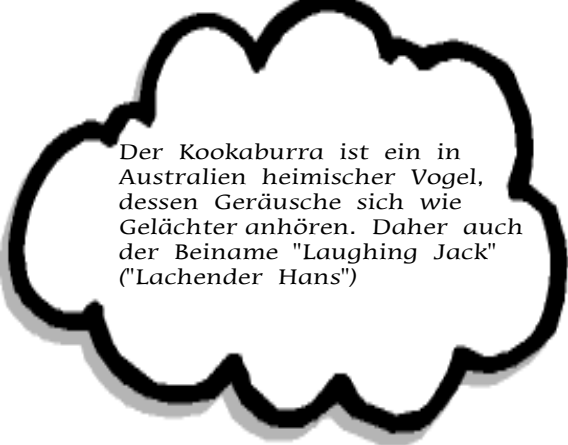 Der Kookaburra ist ein in
Australien heimischer Vogel,
dessen Geräusche sich wie
Gelächter anhören. Daher auch
der Beiname "Laughing Jack"
("Lachender Hans")